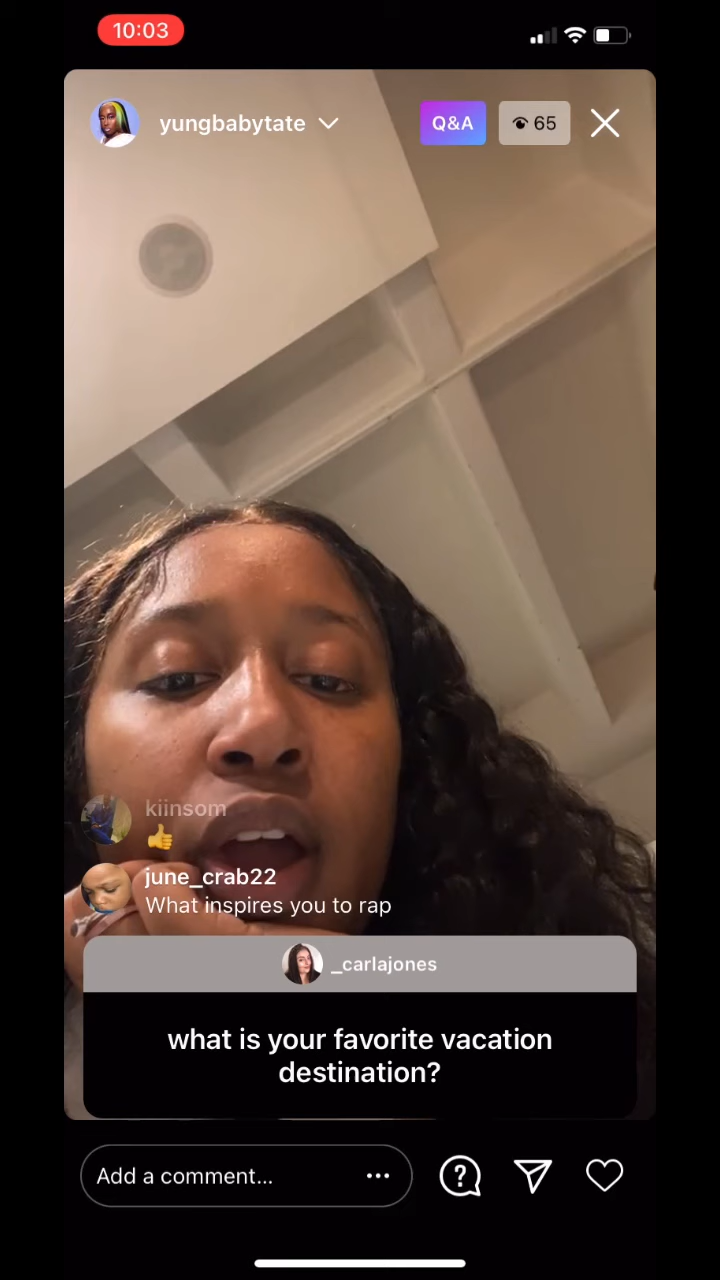 10:03
yungbabytate
Q&A
65
kiinsom
june_crab22
What inspires you to rap
_carlajones
what is your favorite vacation
destination?
Add a comment...